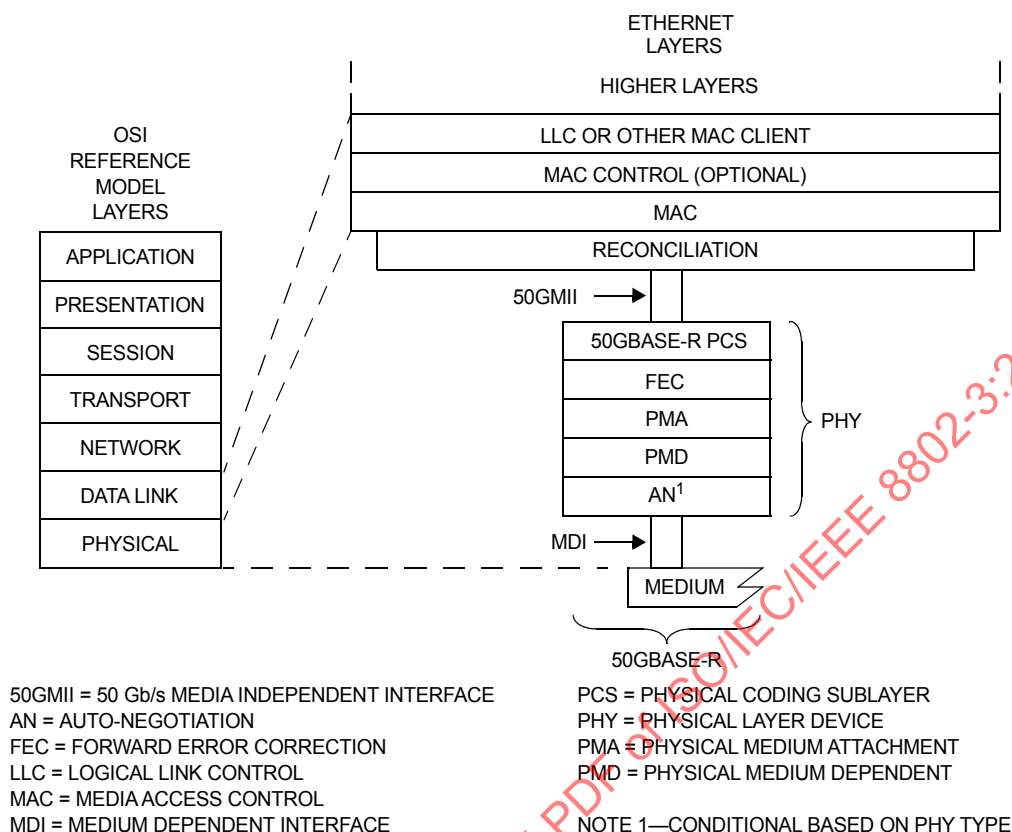 ETHERNET
LAYERS
HIGHER LAYERS
LLC OR OTHER MAC CLIENT
MAC CONTROL (OPTIONAL)
MAC
RECONCILIATION
OSI
REFERENCE
MODEL
LAYERS
APPLICATION
PRESENTATION
SESSION
TRANSPORT
NETWORK
DATA LINK
PHYSICAL
50GMII
50GBASE-R PCS
FEC
PMA
PMD
AN1
PHY
MDI
MEDIUM
50GBASE-R
50GMII = 50 Gb/s MEDIA INDEPENDENT INTERFACE
AN = AUTO-NEGOTIATION
FEC = FORWARD ERROR CORRECTION
LLC = LOGICAL LINK CONTROL
MAC = MEDIA ACCESS CONTROL
MDI = MEDIUM DEPENDENT INTERFACE
PCS = PHYSICAL CODING SUBLAYER
PHY = PHYSICAL LAYER DEVICE
PMA = PHYSICAL MEDIUM ATTACHMENT
PMD = PHYSICAL MEDIUM DEPENDENT
NOTE 1—CONDITIONAL BASED ON PHY TYPE
PDF of ISO/IEC/IEEE 8802-3:2